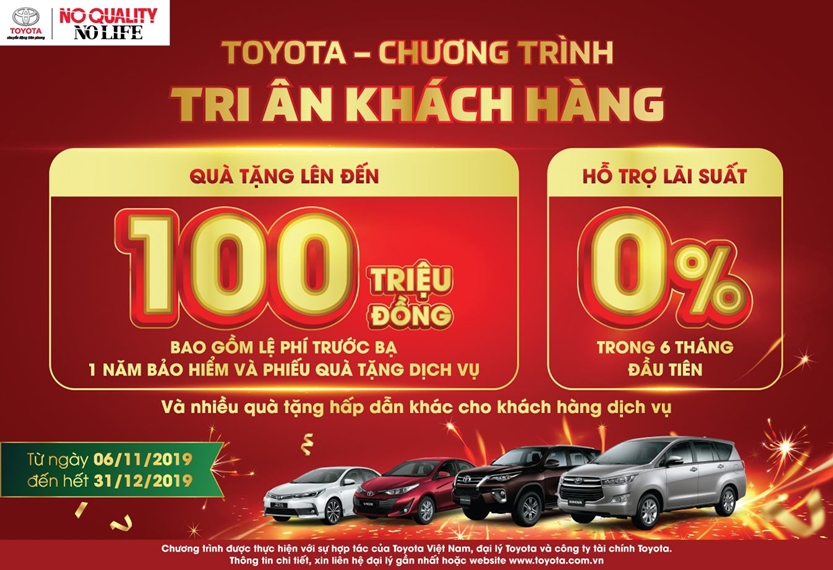 TOYOTA
chuyển động tiên phong
NO QUALITY
NO LIFE
TOYOTA – CHƯƠNG TRÌNH
TRI ÂN KHÁCH HÀNG
QUÀ TẶNG LÊN ĐẾN
100
TRIỆU
ĐỒNG
BAO GỒM LỆ PHÍ TRƯỚC BẠ
1 NĂM BẢO HIỂM VÀ PHIẾU QUÀ TẶNG DỊCH VỤ
HỖ TRỢ LÃI SUẤT
0%
TRONG 6 THÁNG
ĐẦU TIÊN
Và nhiều quà tặng hấp dẫn khác cho khách hàng dịch vụ
Từ ngày 06/11/2019
đến hết 31/12/2019
Chương trình được thực hiện với sự hợp tác của Toyota Việt Nam, đại lý Toyota và công ty tài chính Toyota.
Thông tin chi tiết, xin liên hệ đại lý gần nhất hoặc website www.toyota.com.vn